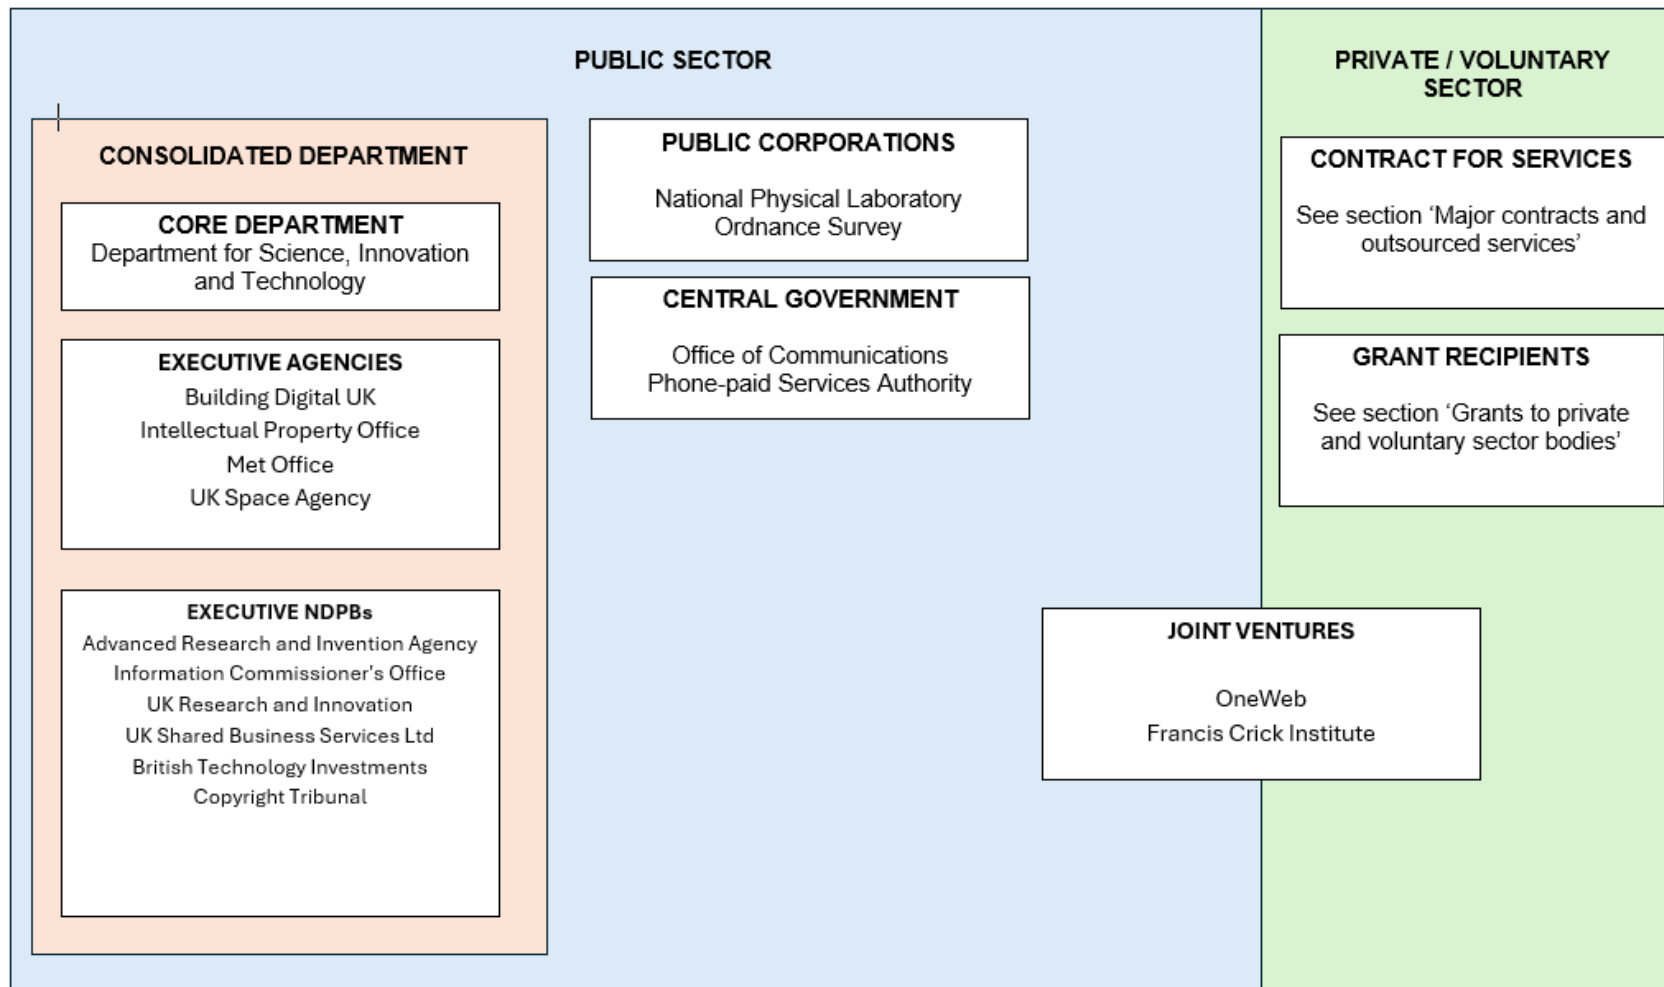 PUBLIC SECTOR
CONSOLIDATED DEPARTMENT
CORE DEPARTMENT
Department for Science, Innovation
and Technology
EXECUTIVE AGENCIES
Building Digital UK
Intellectual Property Office
Met Office
UK Space Agency
EXECUTIVE NDPBs
Advanced Research and Invention Agency
Information Commissioner's Office
UK Research and Innovation
UK Shared Business Services Ltd
British Technology Investments
Copyright Tribunal
PUBLIC CORPORATIONS
National Physical Laboratory
Ordnance Survey
CENTRAL GOVERNMENT
Office of Communications
Phone-paid Services Authority
JOINT VENTURES
OneWeb
Francis Crick Institute
PRIVATE / VOLUNTARY
SECTOR
CONTRACT FOR SERVICES
See section ‘Major contracts and
outsourced services’
GRANT RECIPIENTS
See section ‘Grants to private
and voluntary sector bodies’